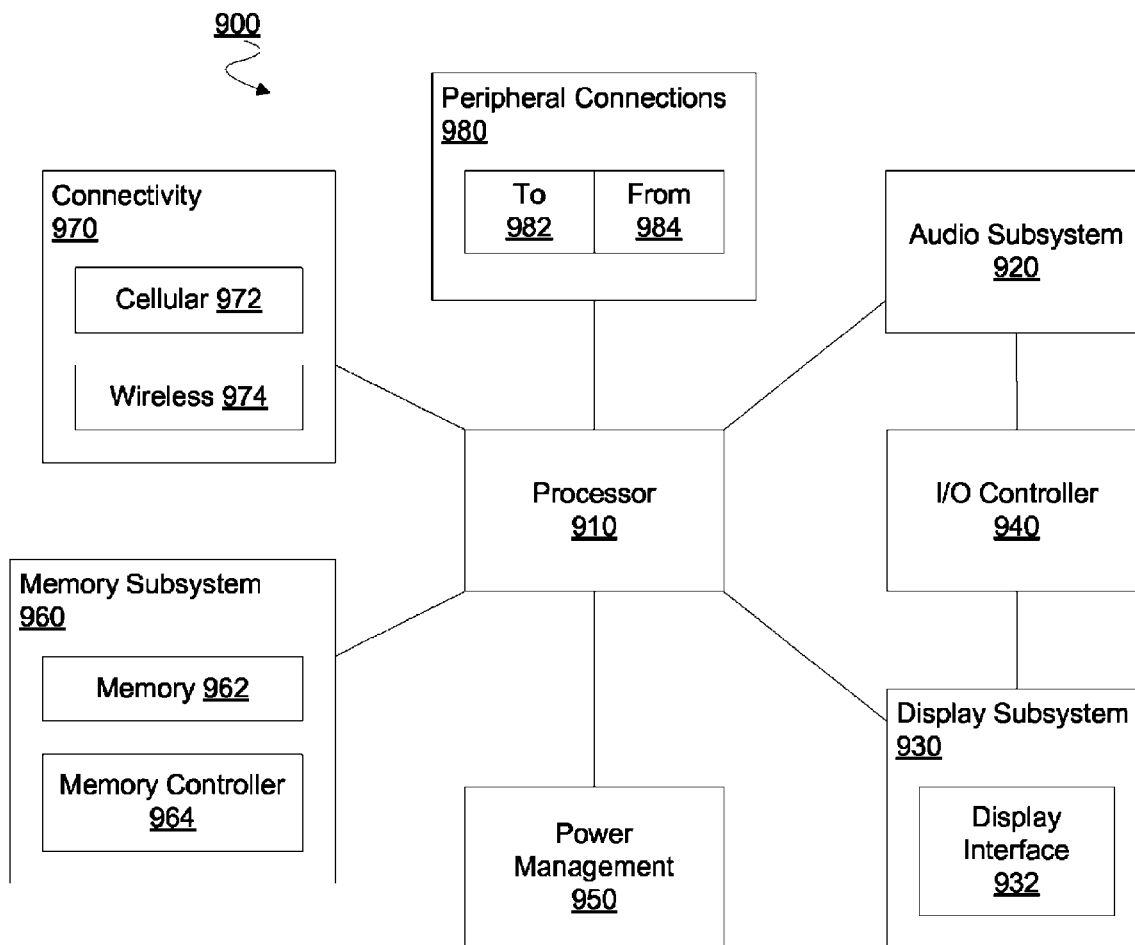 900
Peripheral Connections
980
To
982
From
984
Connectivity
970
Cellular 972
Wireless 974
Audio Subsystem
920
Processor
910
I/O Controller
940
Memory Subsystem
960
Memory 962
Memory Controller
964
Power
Management
950
Display Subsystem
930
Display
Interface
932